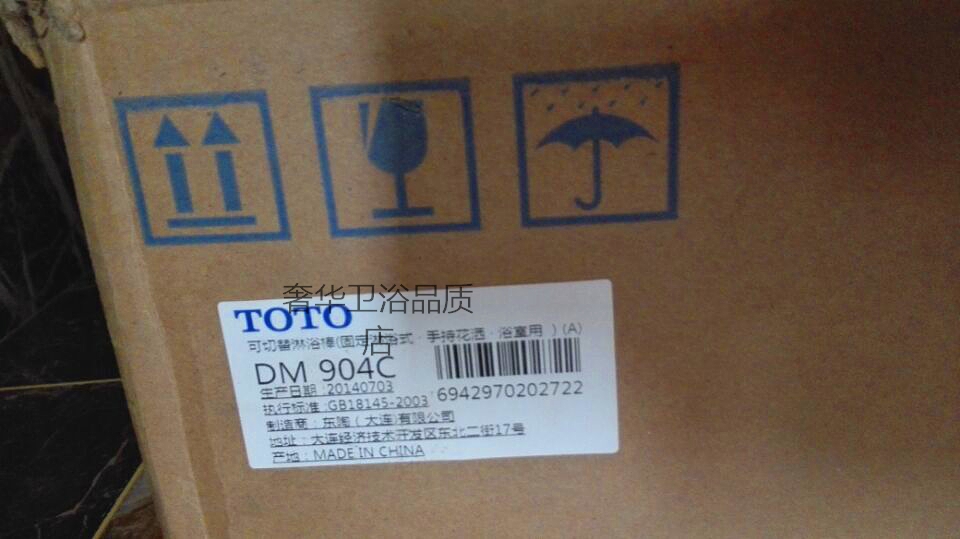 奢华卫浴品质
店
TOTO
可切替淋浴棒(固定淋浴式·手持花洒·浴室用 ) (A)
DM 904C
生产日期 :20140703
6942970202722
执行标准 :GB18145-2003
制造商：东陶（大连)有限公司
地址：大连经济技术开发区东北二街17号
产地：MADE IN CHINA